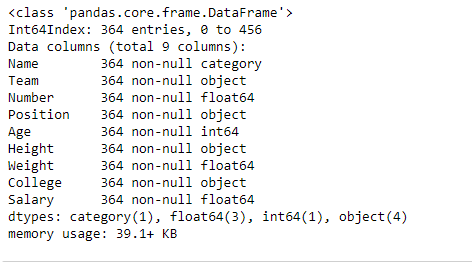 <class 'pandas.core.frame.DataFrame'>
Int64Index: 364 entries, 0 to 456
Data columns (total 9 columns):
Name        364 non-null category
Team        364 non-null object
Number      364 non-null float64
Position    364 non-null object
Age         364 non-null int64
Height      364 non-null object
Weight      364 non-null float64
College     364 non-null object
Salary      364 non-null float64
dtypes: category(1), float64(3), int64(1), object(4)
memory usage: 39.1+ KB